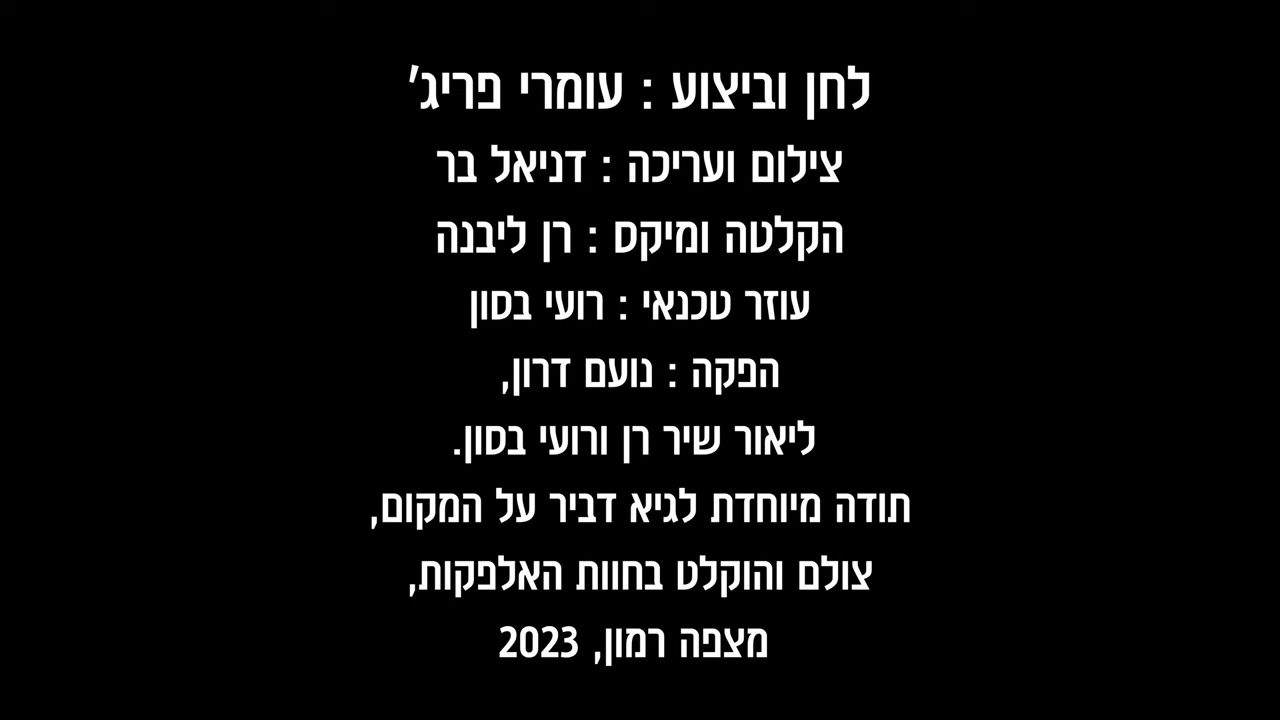 לחן וביצוע : עומרי פריג'
צילום ועריכה : דניאל בר
הקלטה ומיקס : רן ליבנה
עוזר טכנאי : רועי בסון
הפקה : נועם דרון,
ליאור שיר רן ורועי בסון.
תודה מיוחדת לגיא דביר על המקום,
צולם והוקלט בחוות האלפקות,
מצפה רמון, 2023